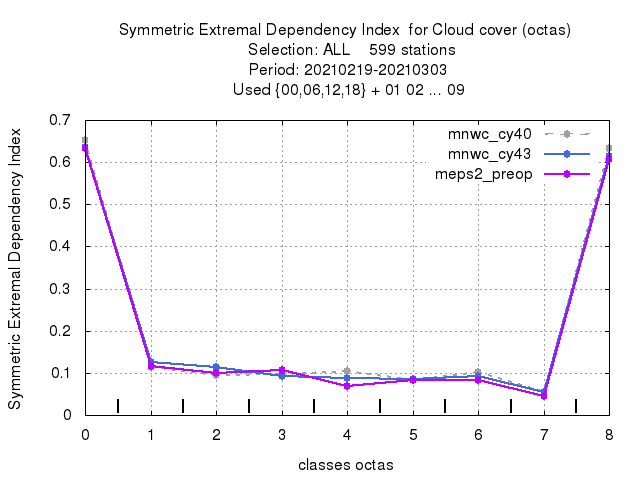 Symmetric Extremal Dependency Index  for Cloud cover (octas)
Selection: ALL    599 stations
Period: 20210219-20210303
Used {00,06,12,18} + 01 02 ... 09
Symmetric Extremal Dependency Index
0.7
0.6
0.5
0.4
0.3
0.2
0.1
0
mnwc_cy40
mnwc_cy43
meps2_preop
0 1 2 3 4 5 6 7 8
classes octas